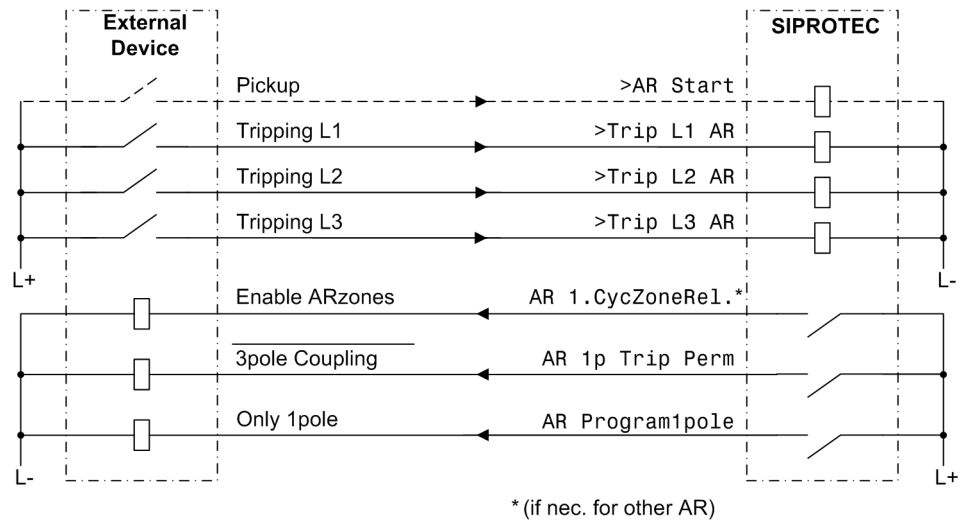 External
Device
SIPROTEC
Pickup >AR Start
Tripping L1 >Trip L1 AR
Tripping L2 >Trip L2 AR
Tripping L3 >Trip L3 AR
L+ L-
Enable ARzones AR 1.CycZoneRel.*
3pole Coupling AR 1p Trip Perm
Only 1pole AR Program1pole
L- L+
* (if nec. for other AR)